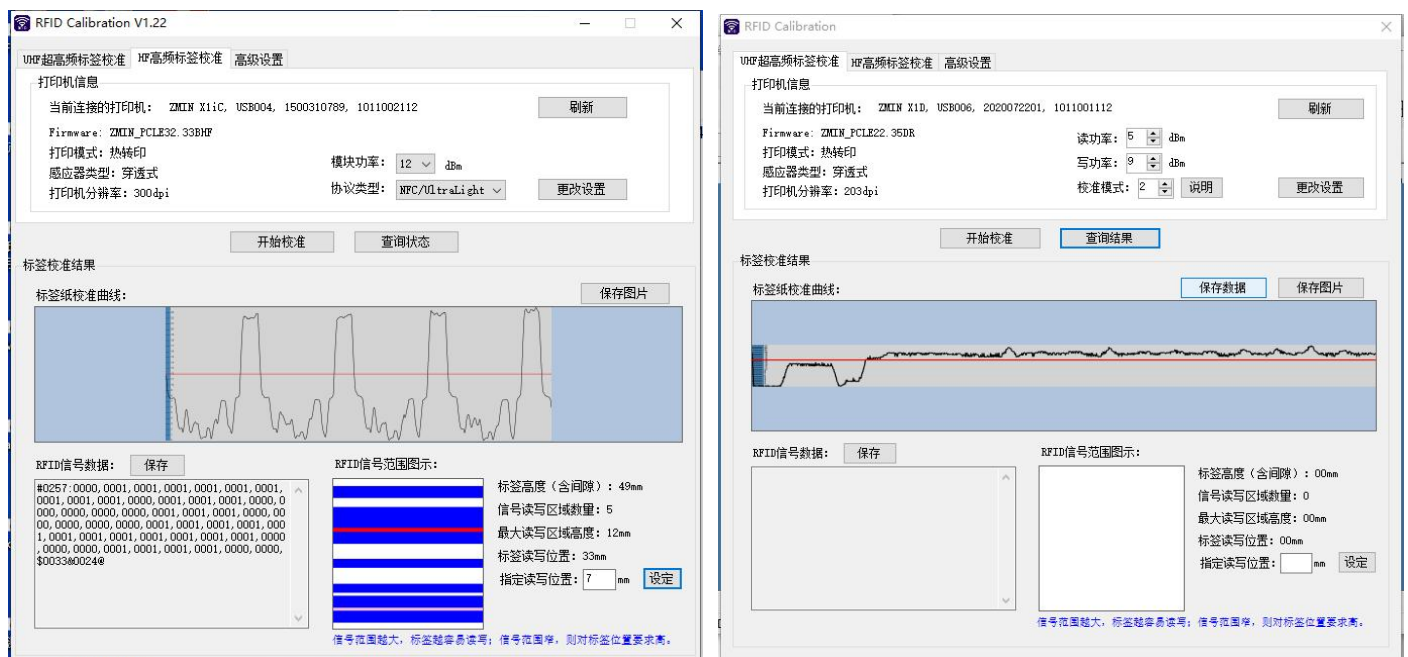 RFID Calibration V1.22
UHF超高频标签校准 HF高频标签校准 高级设置
打印机信息
当前连接的打印机: ZMIN X1iC, USB004, 1500310789, 1011002112
刷新
Firmware: ZMIN_PCLE32.33BHF
打印模式: 热转印
感应器类型: 穿透式
打印机分辨率: 300dpi
模块功率: 12 dBm
协议类型: NFC/UltraLight
更改设置
开始校准 查询状态
标签校准结果
标签纸校准曲线:
保存图片
RFID信号数据: 保存
#0257:0000,0001,0001,0001,0001,0001,0001,
0001,0001,0001,0000,0001,0001,0001,0000,0
000,0000,0000,0000,0001,0001,0001,0000,00
00,0000,0000,0000,0001,0001,0001,0001,000
1,0001,0001,0001,0001,0001,0001,0001,0000
,0000,0000,0001,0001,0001,0001,0000,0000,
$0033&0024@
RFID信号范围图示:
标签高度（含间隙）: 49mm
信号读写区域数量: 5
最大读写区域高度: 12mm
标签读写位置: 33mm
指定读写位置: 7 mm 设定
信号范围越大, 标签越容易读写; 信号范围窄, 则对标签位置要求高。
RFID Calibration
UHF超高频标签校准 HF高频标签校准 高级设置
打印机信息
当前连接的打印机: ZMIN X1D, USB006, 2020072201, 1011001112
刷新
Firmware: ZMIN_PCLE22.35DR
打印模式: 热转印
感应器类型: 穿透式
打印机分辨率: 203dpi
读功率: 5 dBm
写功率: 9 dBm
校准模式: 2 说明
更改设置
开始校准 查询结果
标签校准结果
标签纸校准曲线:
保存数据 保存图片
RFID信号数据: 保存
RFID信号范围图示:
标签高度（含间隙）: 00mm
信号读写区域数量: 0
最大读写区域高度: 00mm
标签读写位置: 00mm
指定读写位置: mm 设定
信号范围越大, 标签越容易读写; 信号范围窄, 则对标签位置要求高。